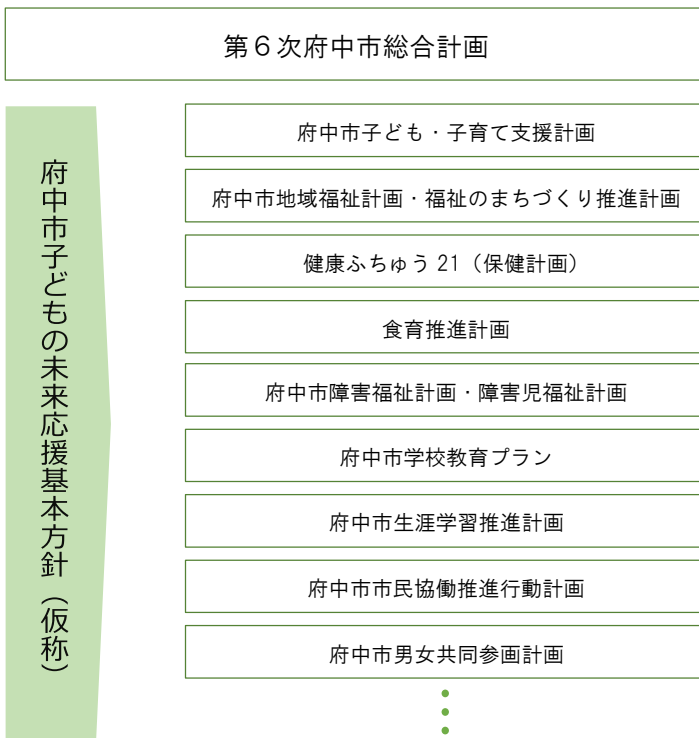 第６次府中市総合計画
府中市子どもの未来応援基本方針（仮称）
府中市子ども・子育て支援計画
府中市地域福祉計画・福祉のまちづくり推進計画
健康ふちゅう 21（保健計画）
食育推進計画
府中市障害福祉計画・障害児福祉計画
府中市学校教育プラン
府中市生涯学習推進計画
府中市市民協働推進行動計画
府中市男女共同参画計画